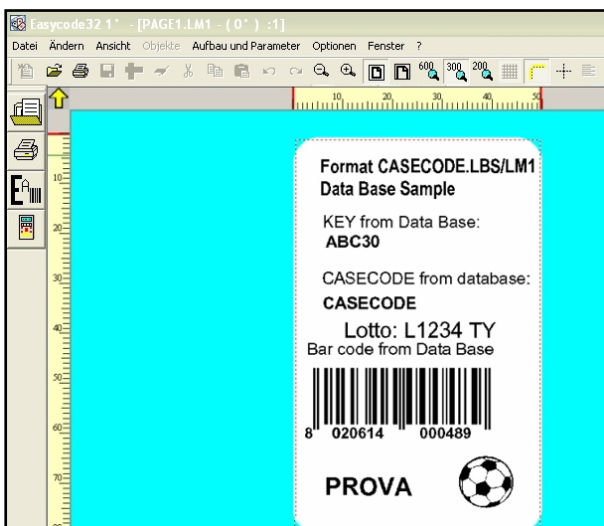 Easycode32 1* - [PAGE1.LM1 - ( 0° ) :1]
Datei Ändern Ansicht Objekte Aufbau und Parameter Optionen Fenster ?
600 300 200
10 20 30 40 50
10
20
30
40
50
60
70
80
Format CASECODE.LBS/LM1
Data Base Sample
KEY from Data Base:
ABC30
CASECODE from database:
CASECODE
Lotto: L1234 TY
Bar code from Data Base
8 020614 000489
PROVA